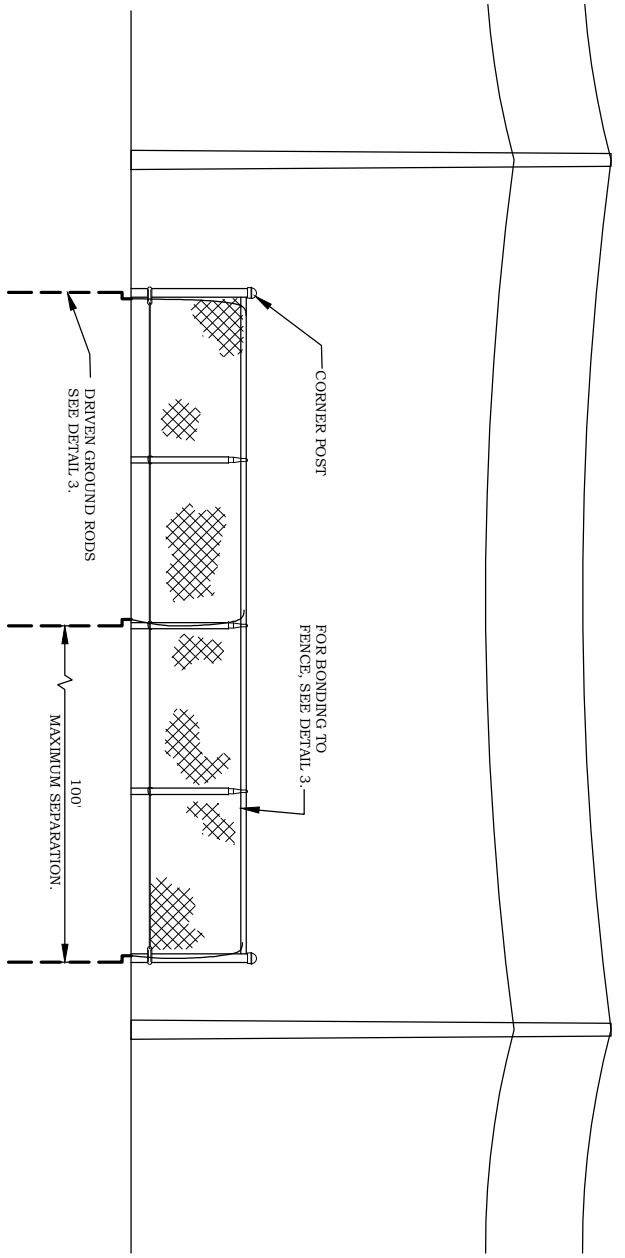 CORNER POST
FOR BONDING TO
FENCE, SEE DETAIL 3.
DRIVEN GROUND RODS
SEE DETAIL 3.
100'
MAXIMUM SEPARATION.